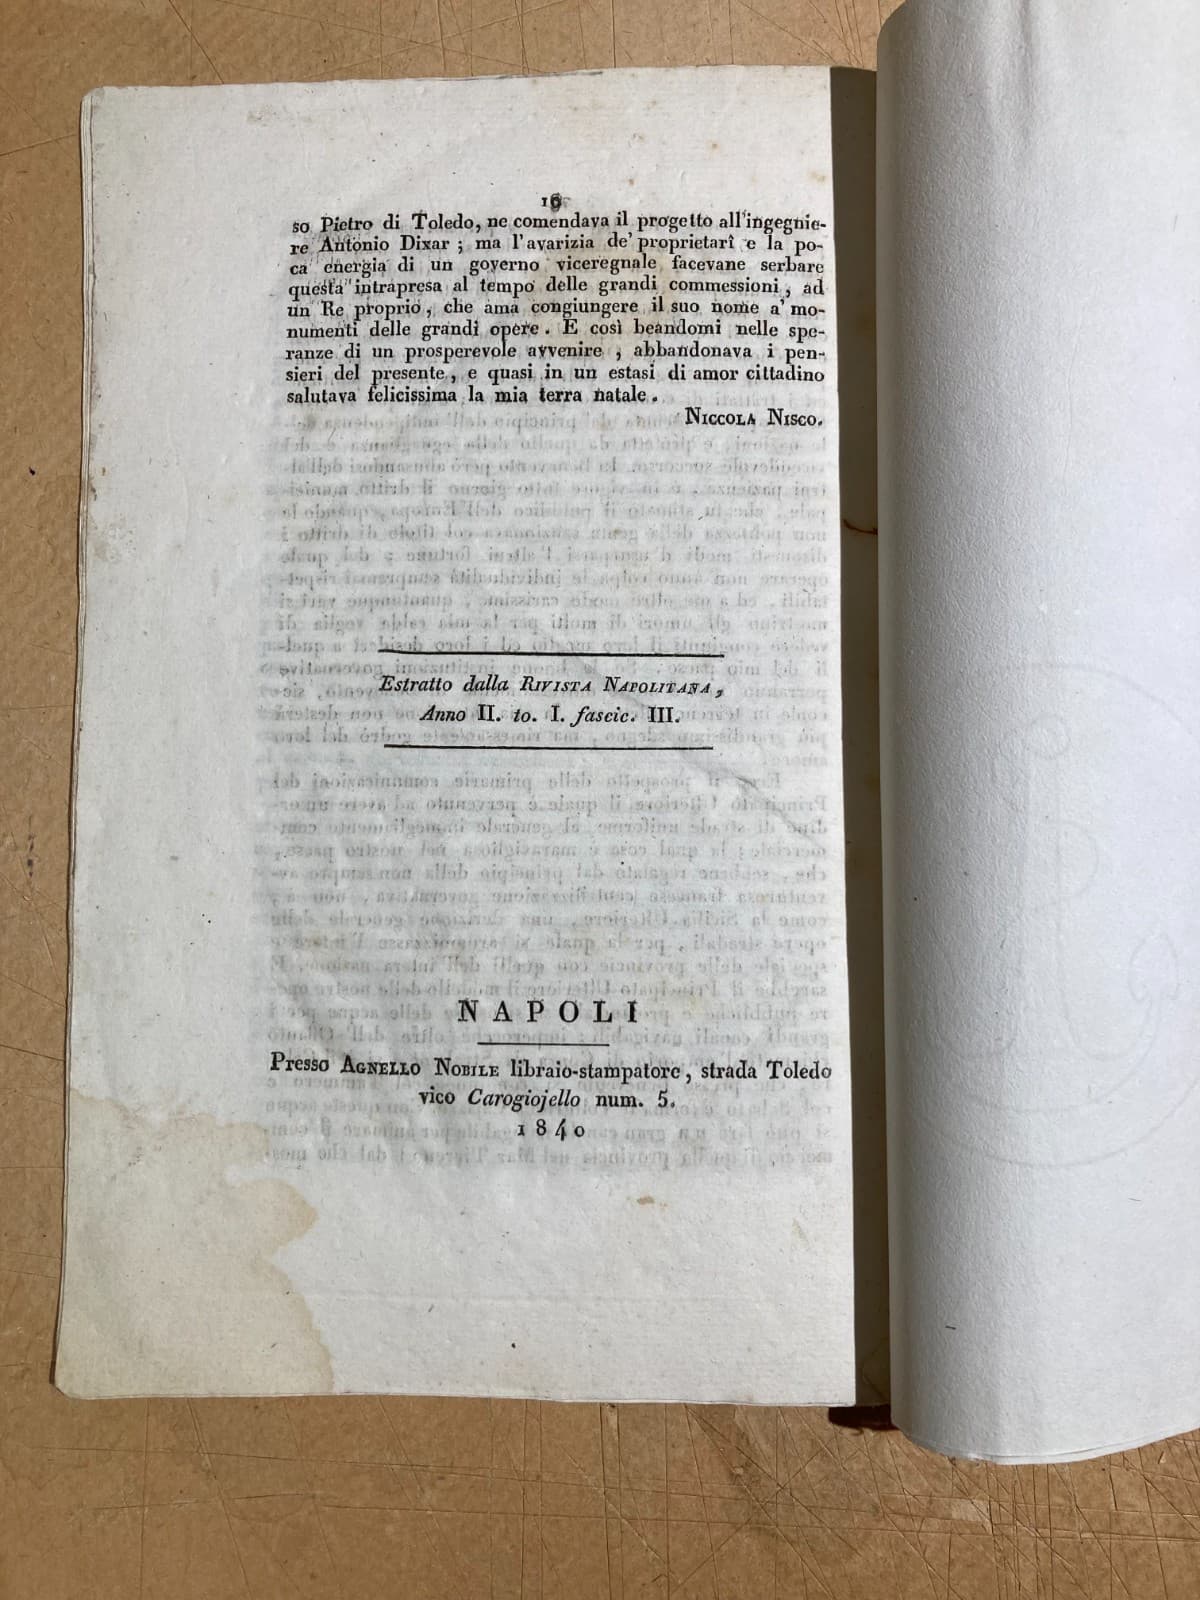 16
so Pietro di Toledo, ne comendava il progetto all'ingegnie-
re Antonio Dixar ; ma l'avarizia de' proprietarî e la po-
ca energia di un governo viceregnale facevane serbare
questa intrapresa al tempo delle grandi commessioni, ad
un Re proprio, che ama congiungere il suo nome a' mo-
numenti delle grandi opere. E così beandomi nelle spe-
ranze di un prosperevole avvenire, abbandonava i pen-
sieri del presente, e quasi in un estasi di amor cittadino
salutava felicissima la mia terra natale.
NICCOLA NISCO.
Estratto dalla RIVISTA NAPOLITANA,
Anno II. to. I. fascic. III.
NAPOLI
Presso AGNELLO NOBILE libraio-stampatore, strada Toledo
vico Carogiojello num. 5.
1840